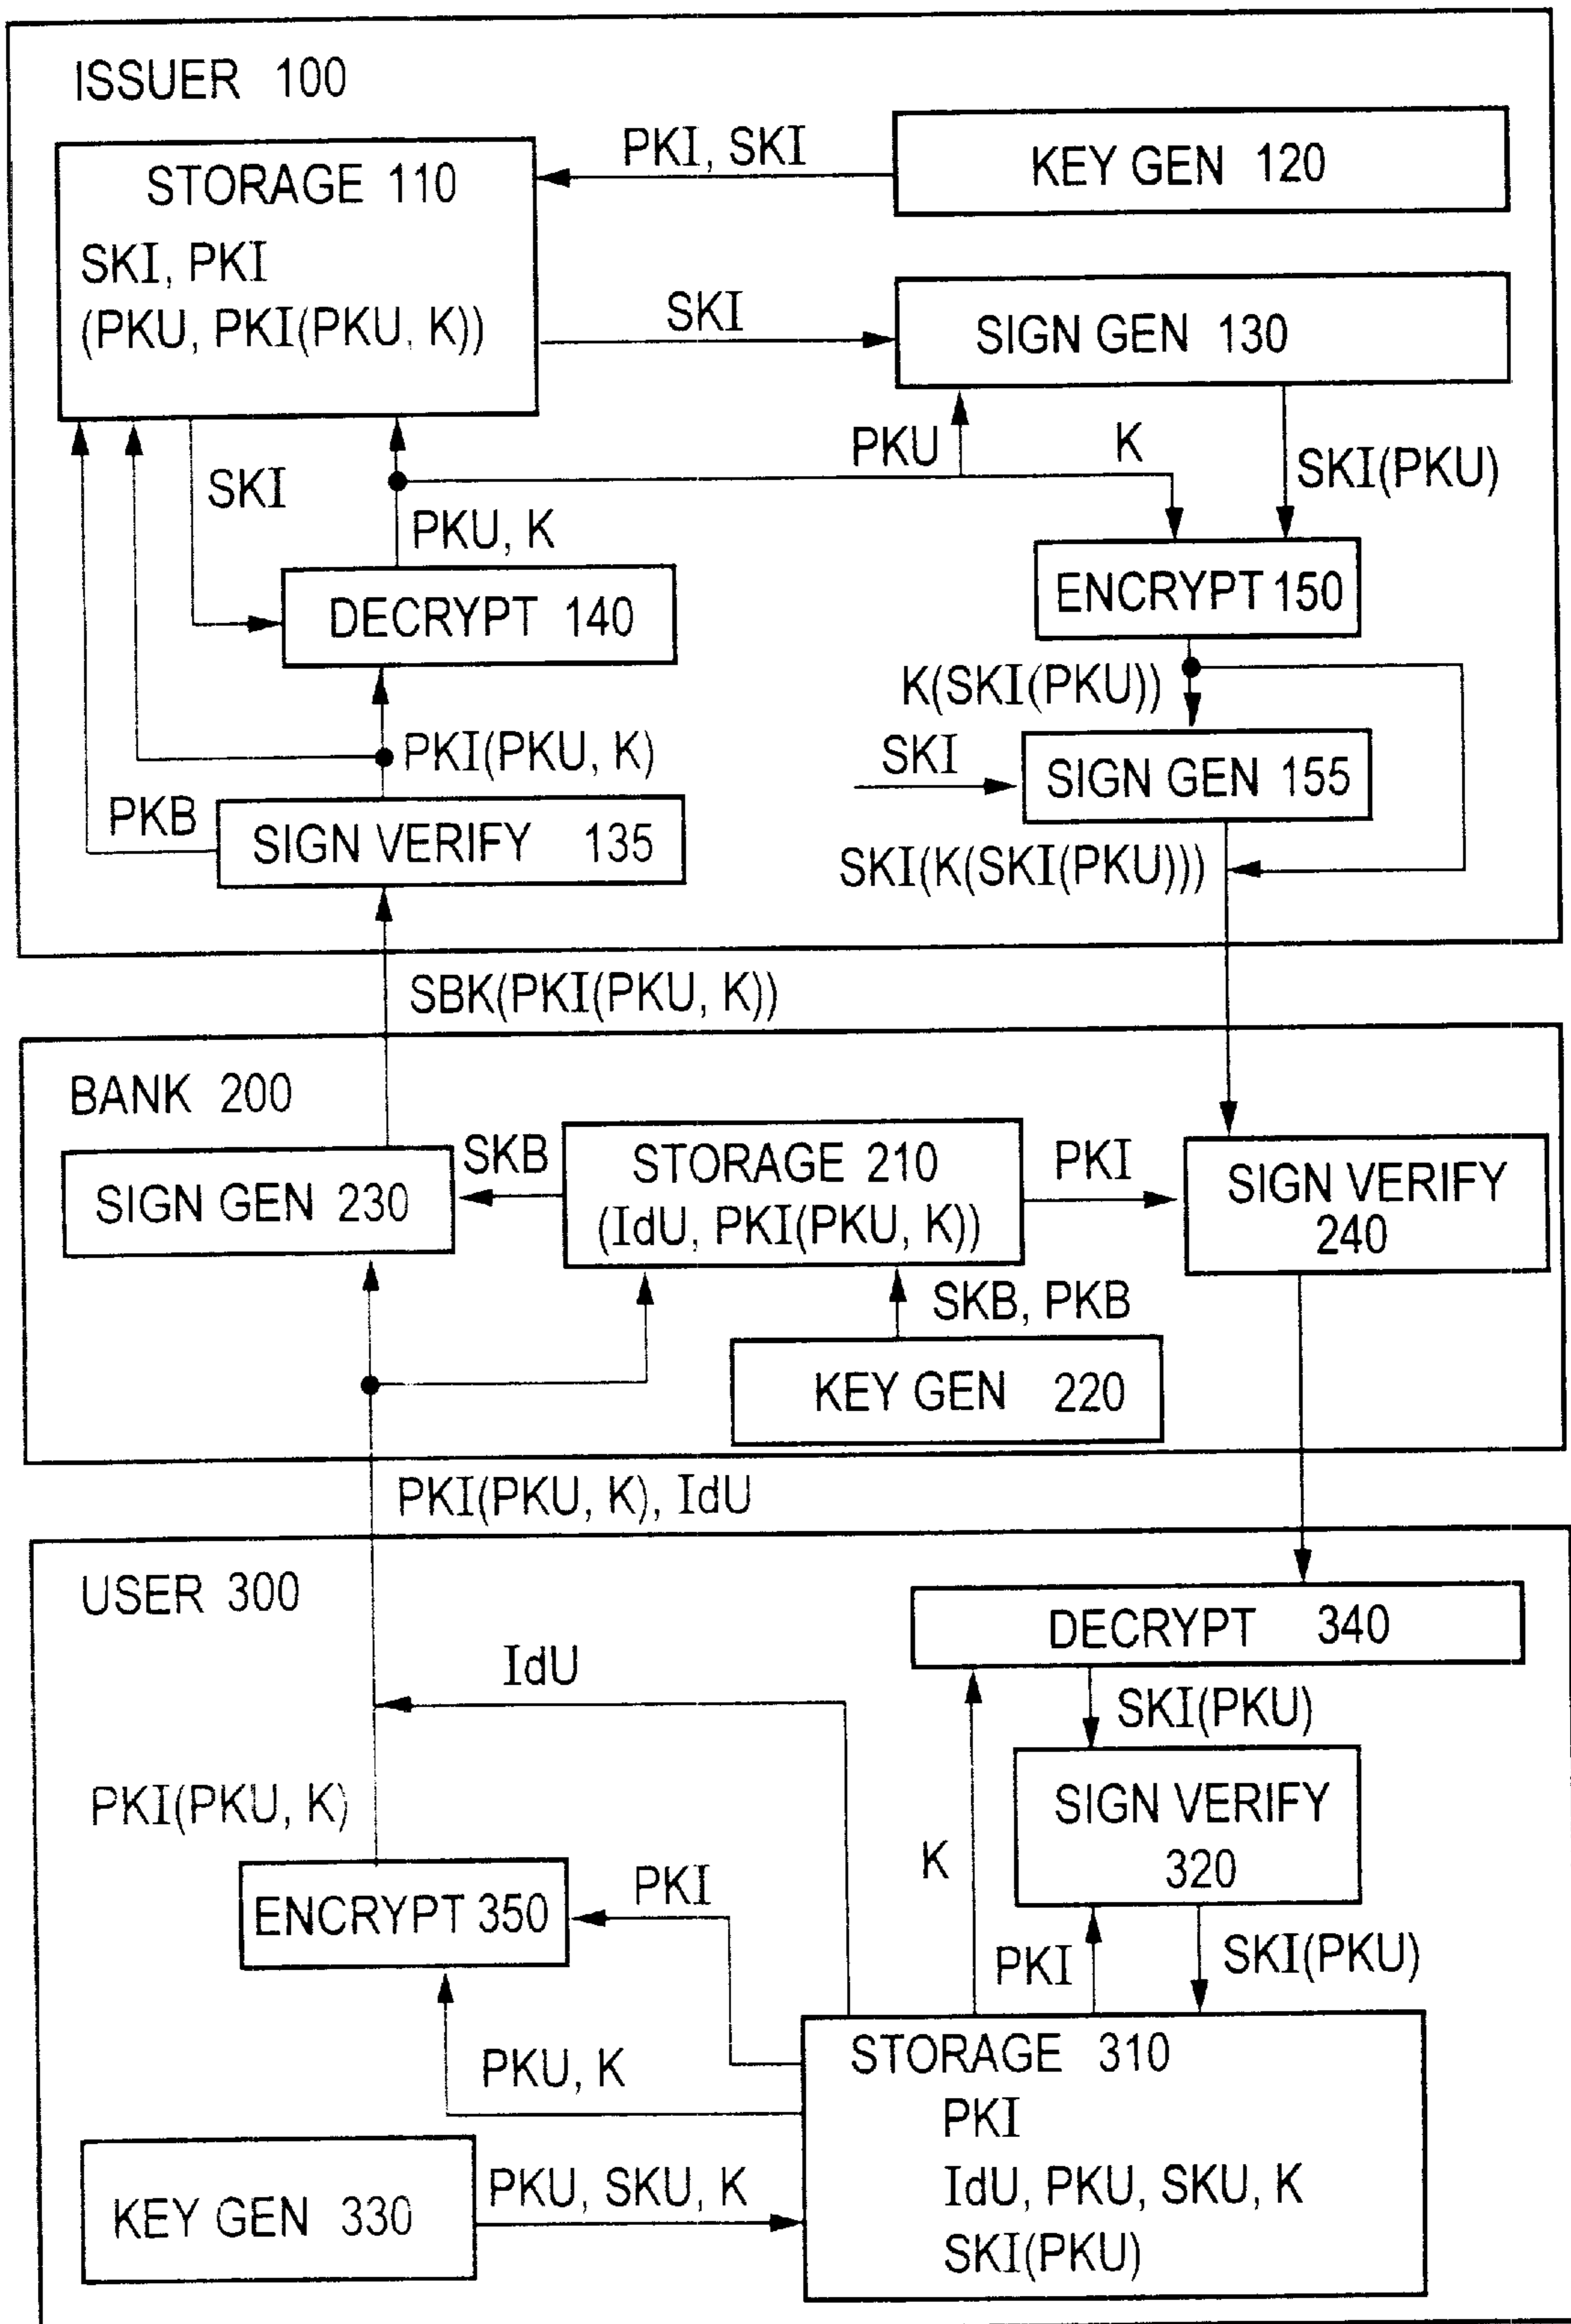 ISSUER 100
STORAGE 110
SKI, PKI
(PKU, PKI(PKU, K))
PKI, SKI
KEY GEN 120
SKI
SIGN GEN 130
PKU
K
SKI(PKU)
SKI
PKU, K
DECRYPT 140
ENCRYPT 150
K(SKI(PKU))
PKI(PKU, K)
SKI
SIGN GEN 155
PKB
SIGN VERIFY 135
SKI(K(SKI(PKU)))
SBK(PKI(PKU, K))
BANK 200
SIGN GEN 230
SKB
STORAGE 210
(IdU, PKI(PKU, K))
PKI
SIGN VERIFY
240
SKB, PKB
KEY GEN 220
PKI(PKU, K), IdU
USER 300
DECRYPT 340
IdU
SKI(PKU)
PKI(PKU, K)
SIGN VERIFY
320
K
PKI
ENCRYPT 350
PKI
SKI(PKU)
PKU, K
STORAGE 310
PKI
IdU, PKU, SKU, K
SKI(PKU)
KEY GEN 330
PKU, SKU, K